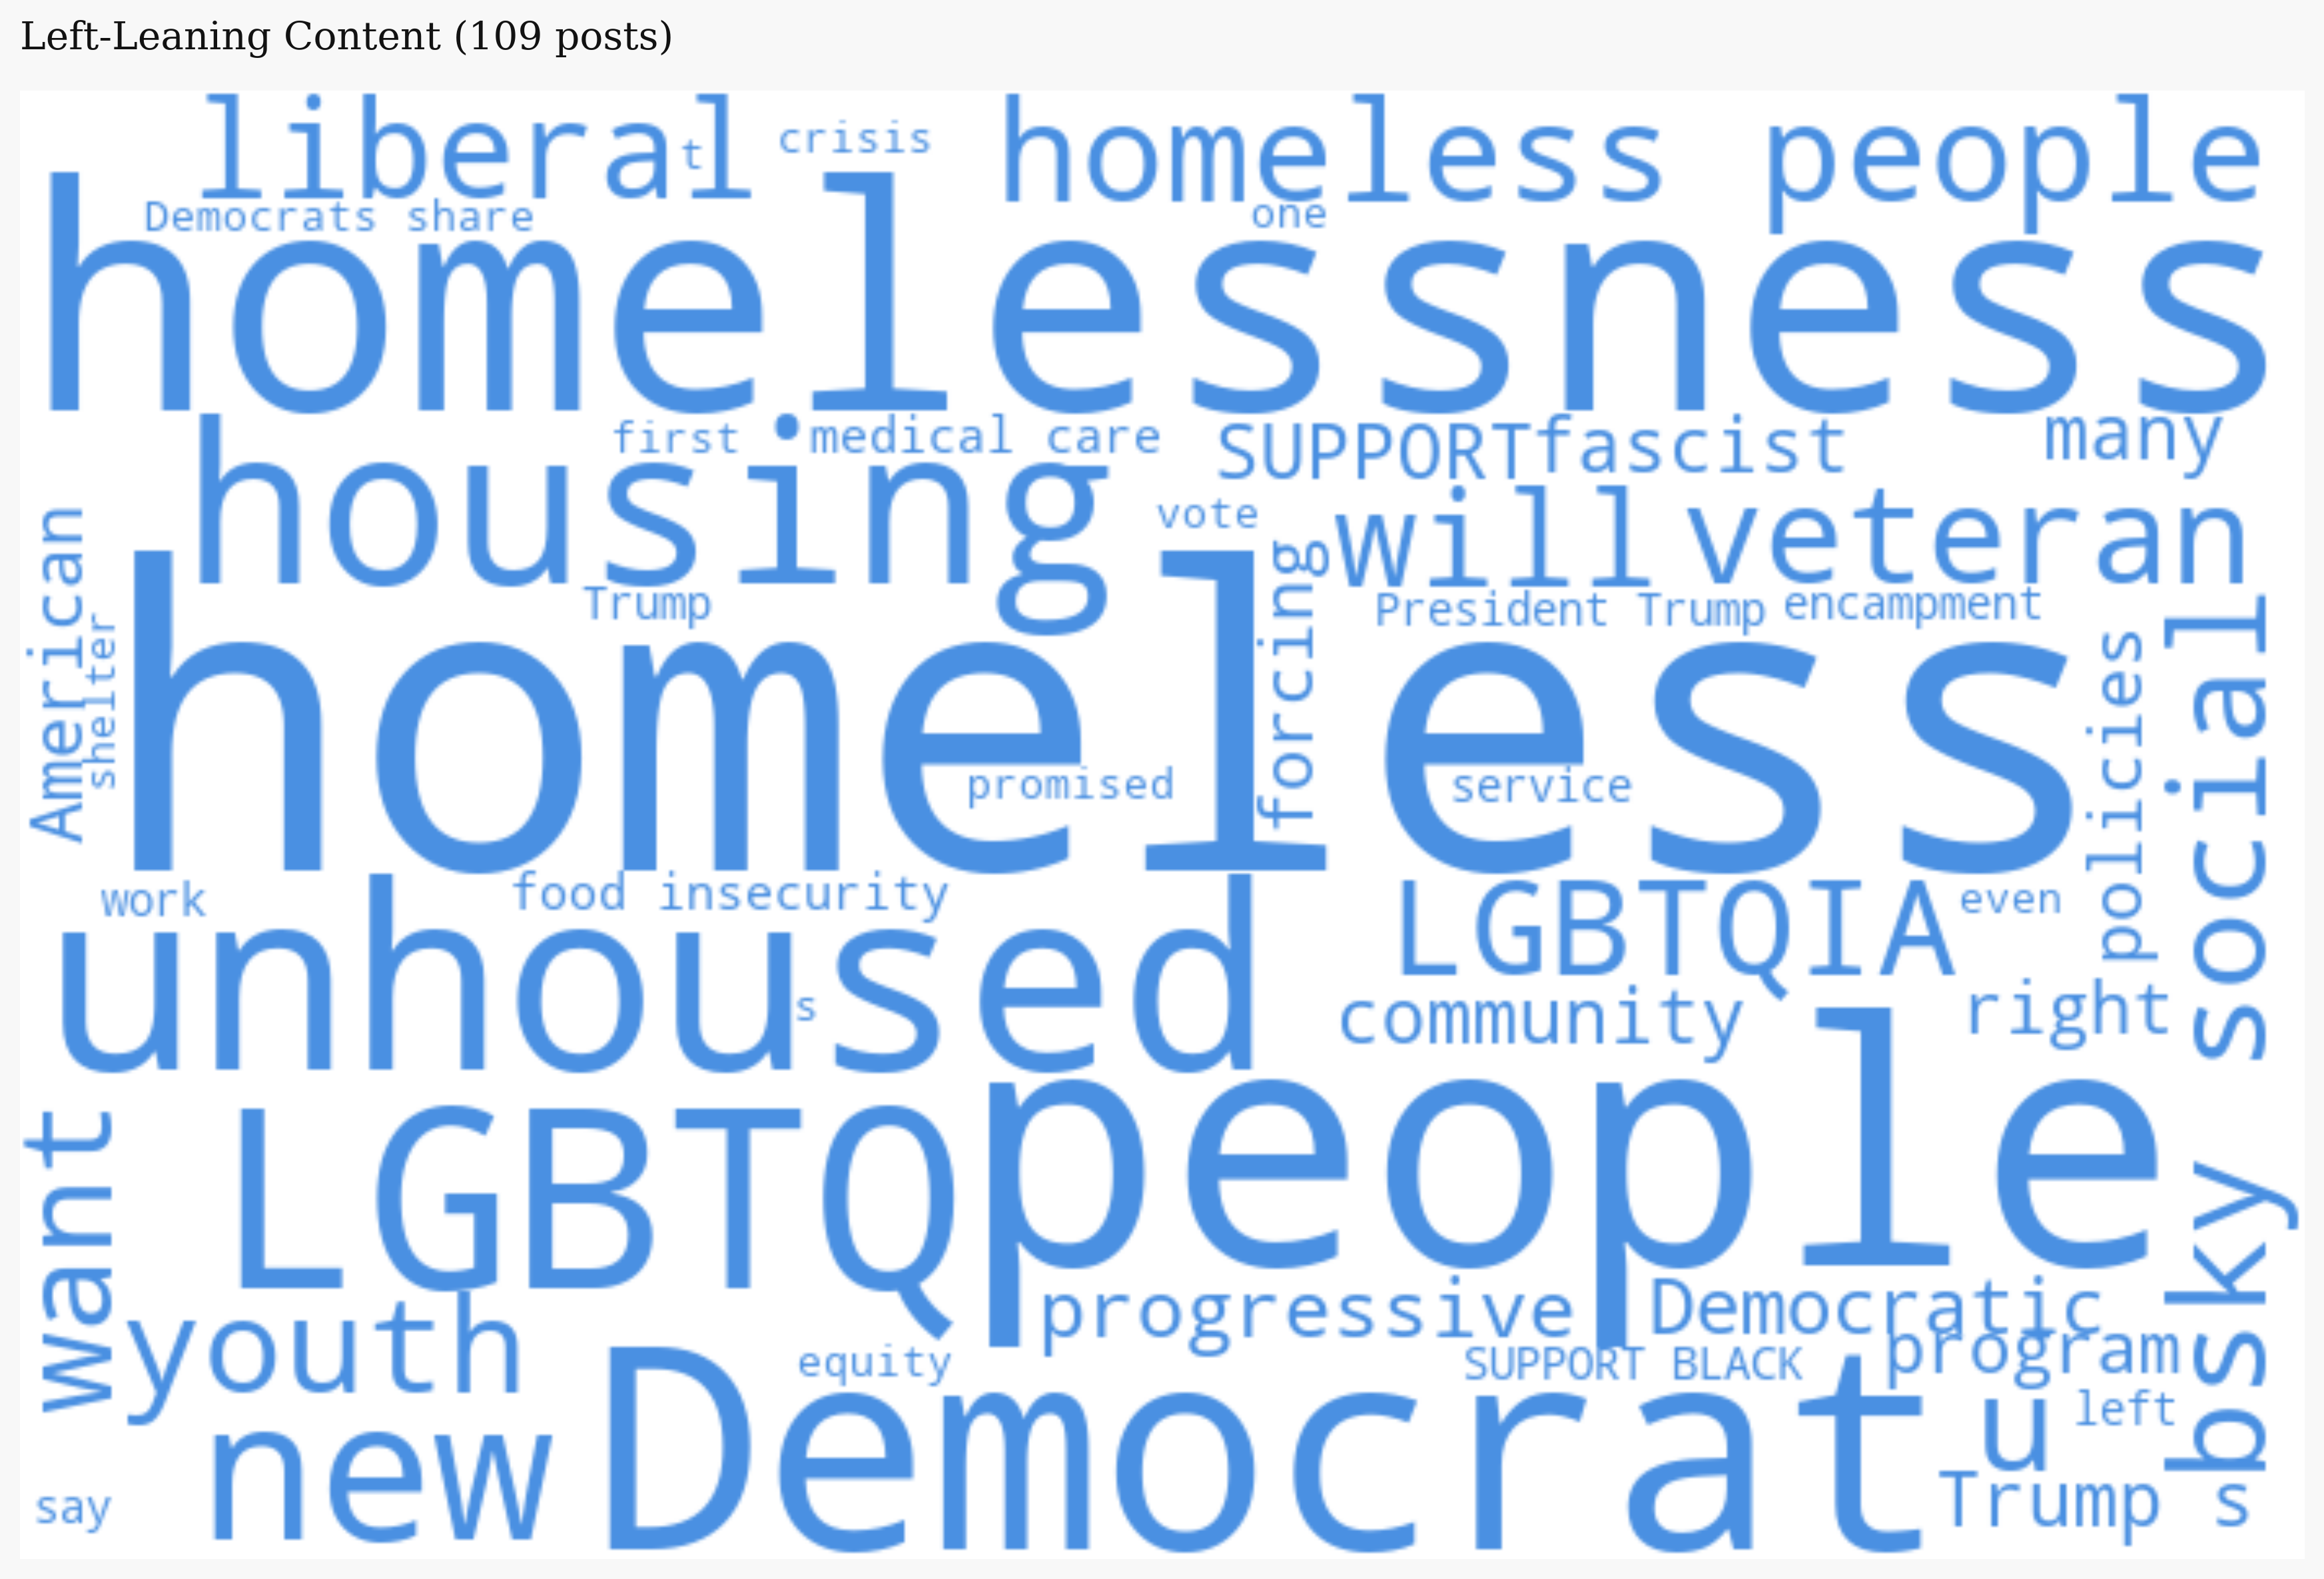 Left-Leaning Content (109 posts)
liberal
t
crisis
homeless people
Democrats share
one
homelessness
first
medical care
SUPPORT
fascist
many
housing
vote
will
veteran
American
shelter
Trump
forcing
President Trump
encampment
homeless
promised
service
policies
social
work
food insecurity
LGBTQIA
even
unhoused
s
community
right
want
LGBTQ
people
bsky
youth
progressive
Democratic
program
equity
SUPPORT BLACK
new
Democrat
u
left
say
Trump s